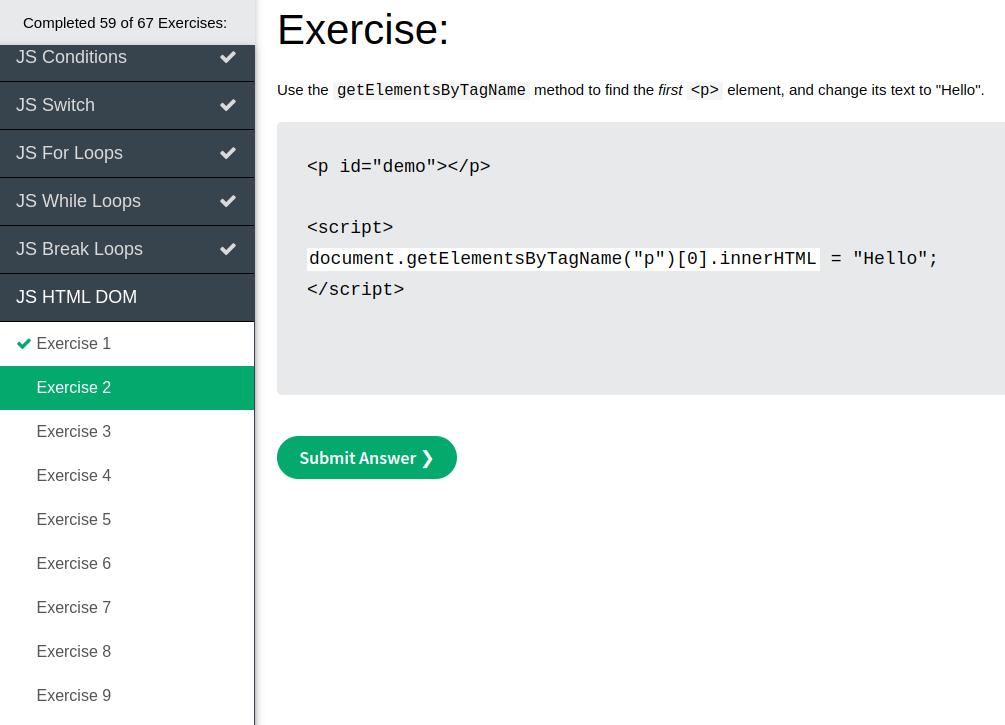 Completed 59 of 67 Exercises:
JS Conditions
JS Switch
JS For Loops
JS While Loops
JS Break Loops
JS HTML DOM
Exercise 1
Exercise 2
Exercise 3
Exercise 4
Exercise 5
Exercise 6
Exercise 7
Exercise 8
Exercise 9
Exercise:
Use the getElementsByTagName method to find the first <p> element, and change its text to "Hello".
<p id="demo"></p>
<script>
document.getElementsByTagName("p")[0].innerHTML = "Hello";
</script>
Submit Answer ❯